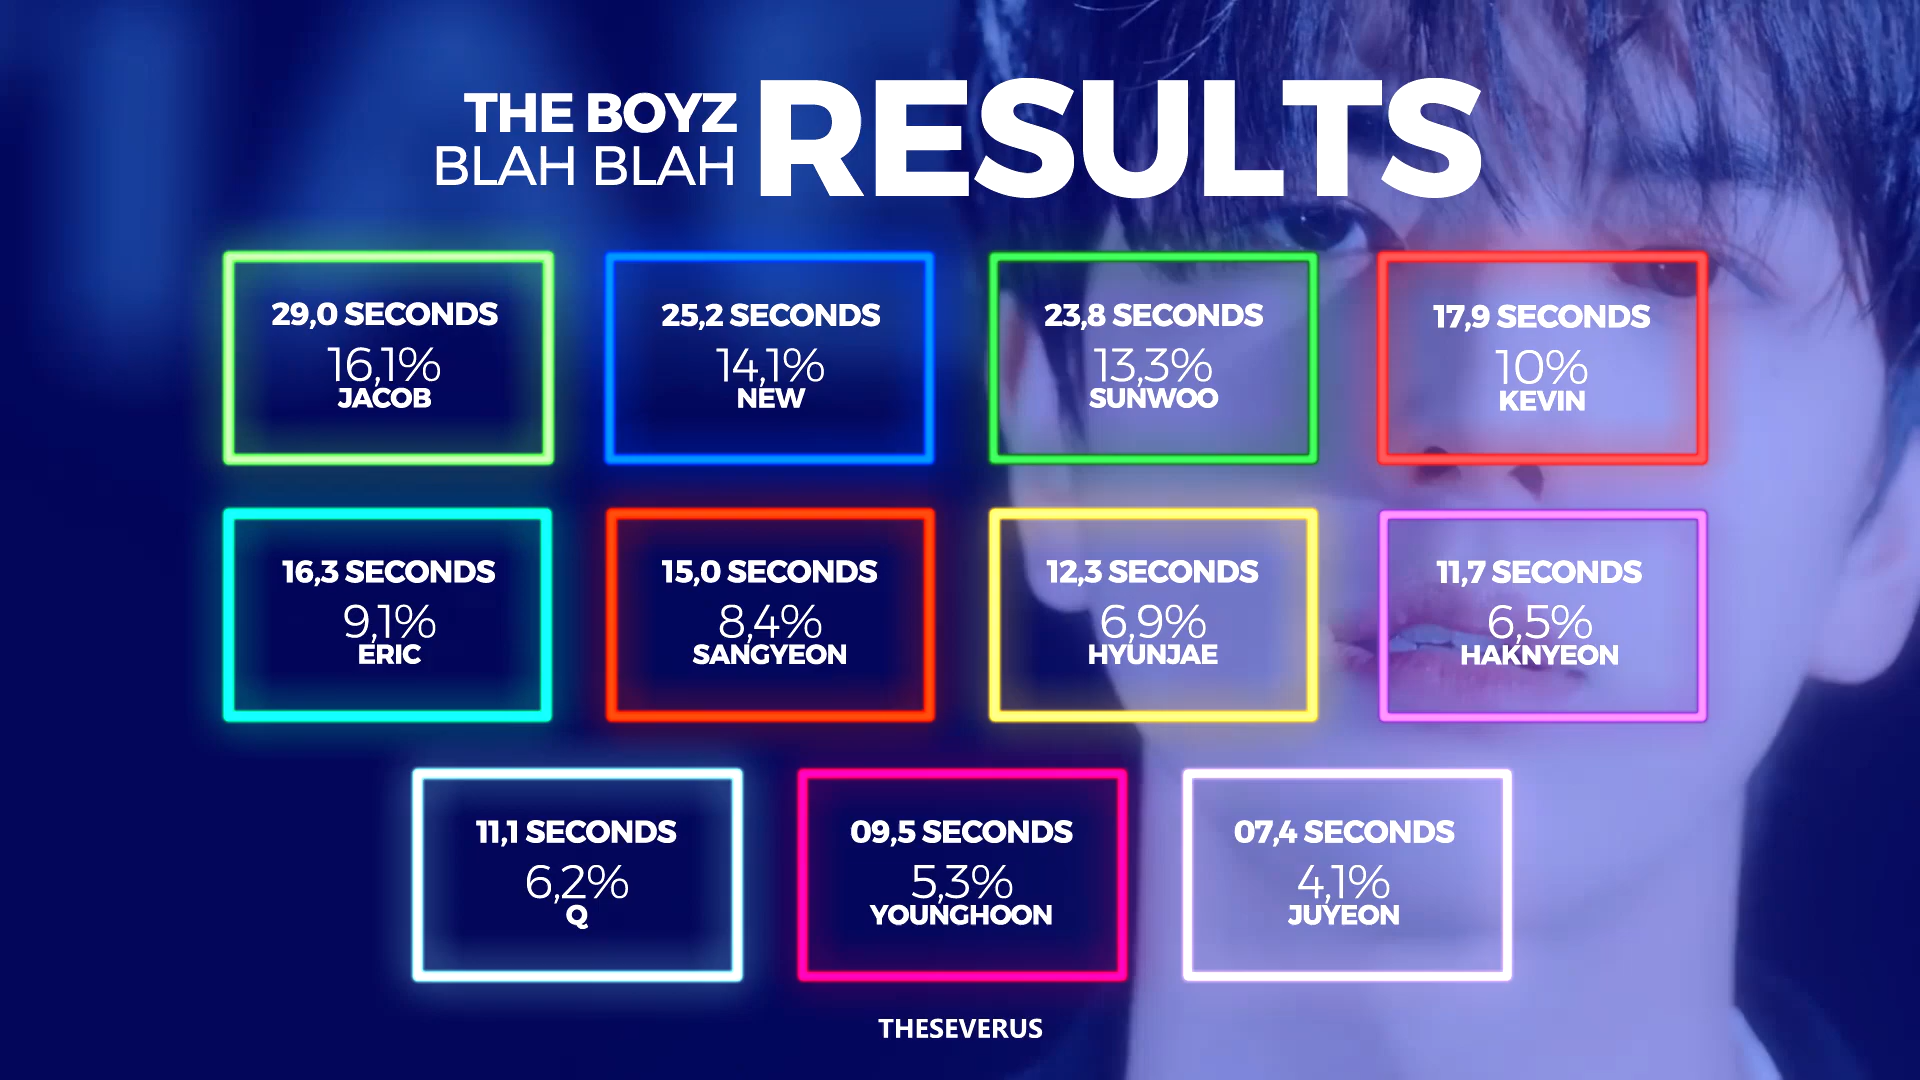 THE BOYZ
BLAH BLAH
RESULTS
29,0 SECONDS
16,1%
JACOB
25,2 SECONDS
14,1%
NEW
23,8 SECONDS
13,3%
SUNWOO
17,9 SECONDS
10%
KEVIN
16,3 SECONDS
9,1%
ERIC
15,0 SECONDS
8,4%
SANGYEON
12,3 SECONDS
6,9%
HYUNJAE
11,7 SECONDS
6,5%
HAKNYEON
11,1 SECONDS
6,2%
Q
09,5 SECONDS
5,3%
YOUNGHOON
07,4 SECONDS
4,1%
JUYEON
THESEVERUS